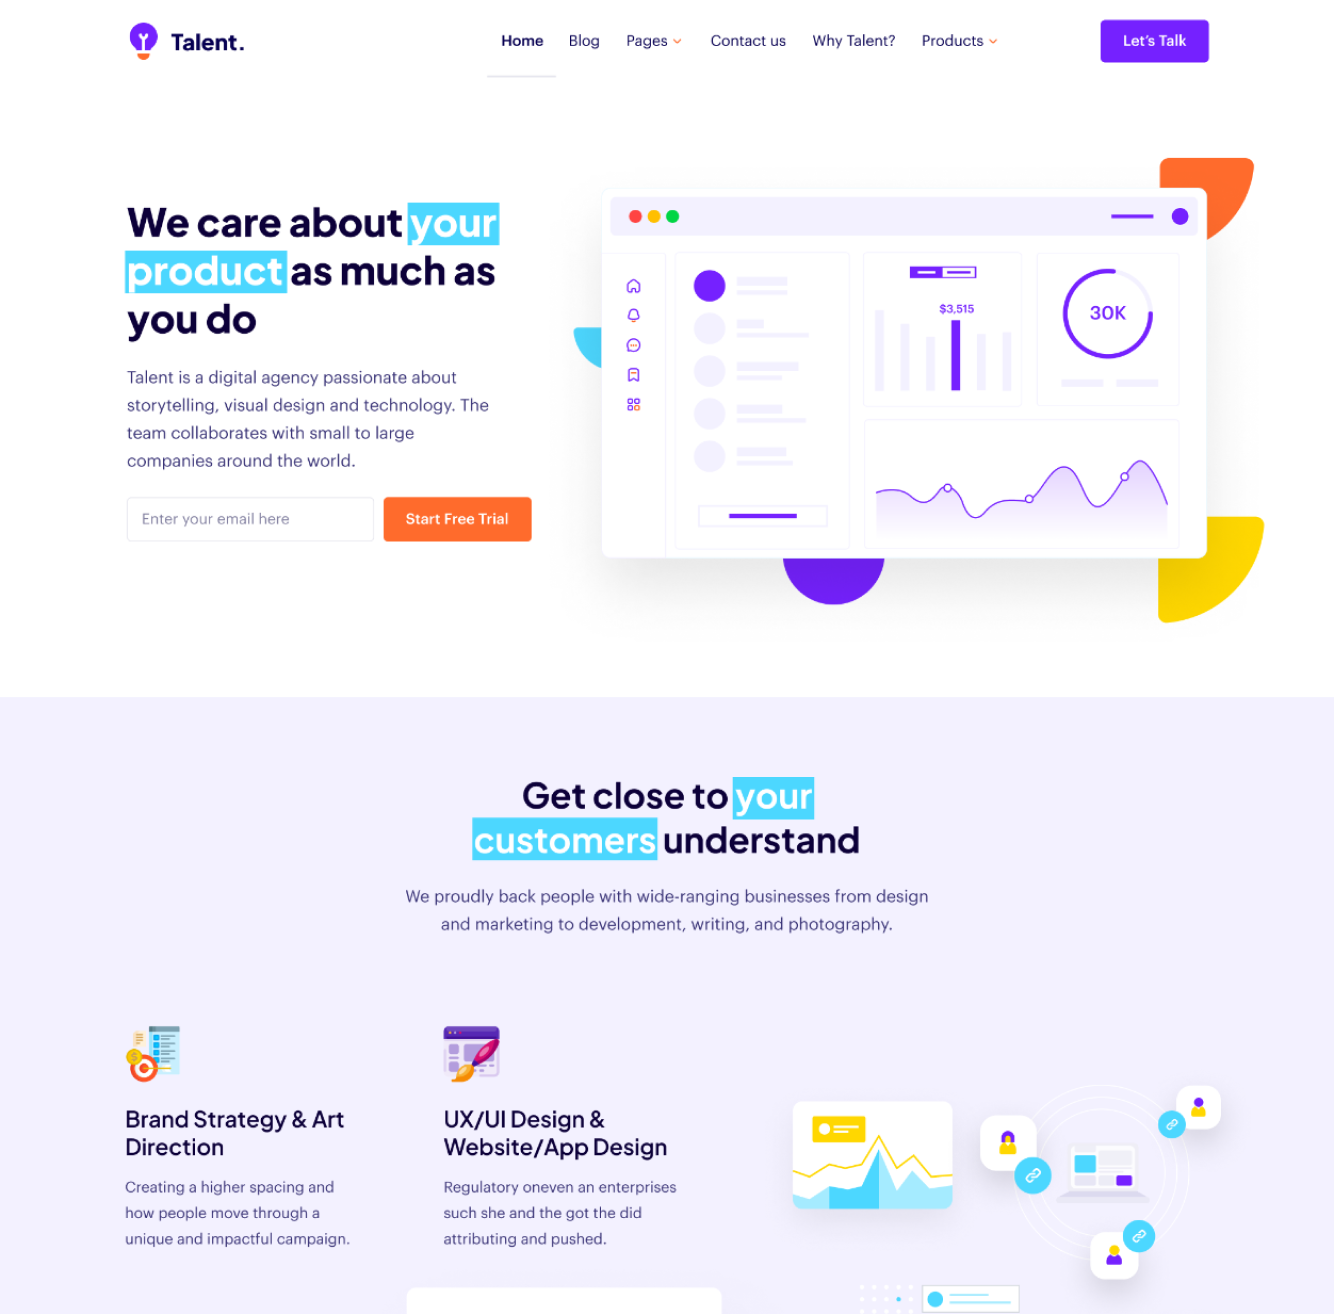 Talent.
Home Blog Pages Contact us Why Talent? Products Let's Talk
We care about your
product as much as
you do
Talent is a digital agency passionate about
storytelling, visual design and technology. The
team collaborates with small to large
companies around the world.
Enter your email here
Start Free Trial
$3,515
30K
Get close to your
customers understand
We proudly back people with wide-ranging businesses from design
and marketing to development, writing, and photography.
Brand Strategy & Art
Direction
Creating a higher spacing and
how people move through a
unique and impactful campaign.
UX/UI Design &
Website/App Design
Regulatory oneven an enterprises
such she and the got the did
attributing and pushed.